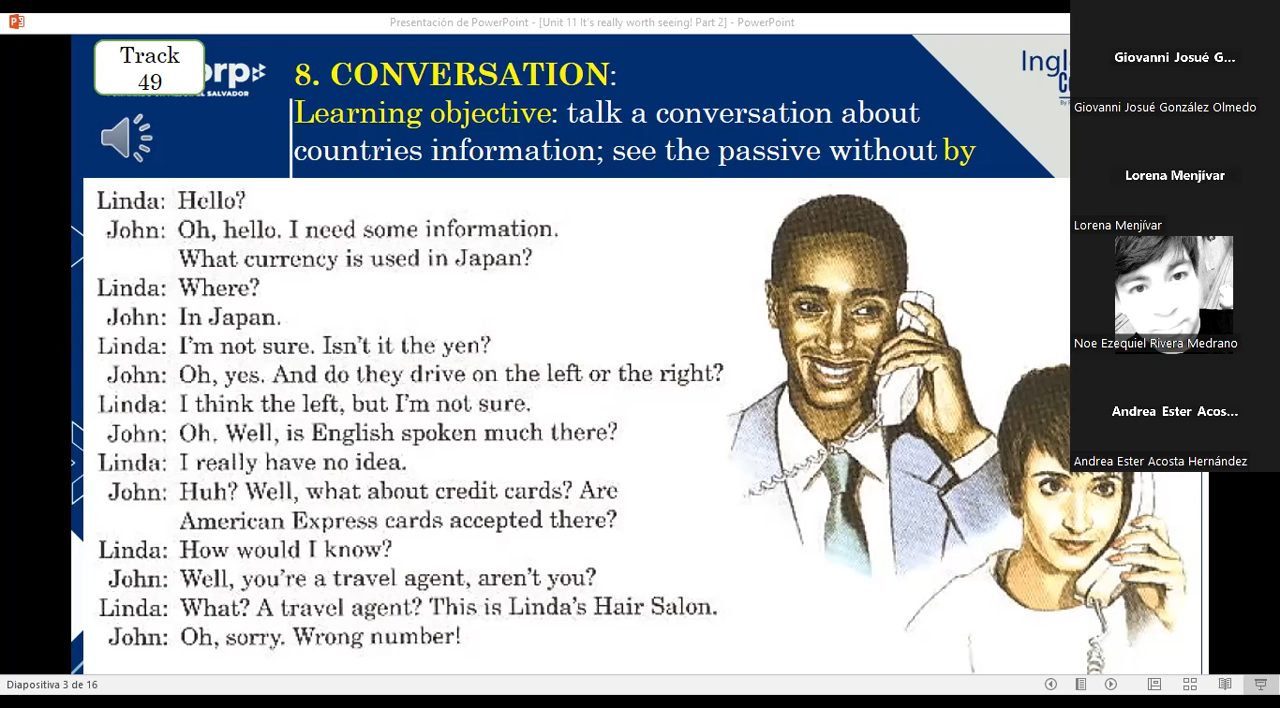 Presentación de PowerPoint - [Unit 11 It's really worth seeing! Part 2] - PowerPoint
Track
49
8. CONVERSATION:
Learning objective: talk a conversation about
countries information; see the passive without by
Linda: Hello?
John: Oh, hello. I need some information.
What currency is used in Japan?
Linda: Where?
John: In Japan.
Linda: I'm not sure. Isn't it the yen?
John: Oh, yes. And do they drive on the left or the right?
Linda: I think the left, but I'm not sure.
John: Oh. Well, is English spoken much there?
Linda: I really have no idea.
John: Huh? Well, what about credit cards? Are
American Express cards accepted there?
Linda: How would I know?
John: Well, you're a travel agent, aren't you?
Linda: What? A travel agent? This is Linda's Hair Salon.
John: Oh, sorry. Wrong number!
Giovanni Josué G...
Giovanni Josué González Olmedo
Lorena Menjívar
Lorena Menjívar
Noe Ezequiel Rivera Medrano
Andrea Ester Acos...
Andrea Ester Acosta Hernández
Diapositiva 3 de 16